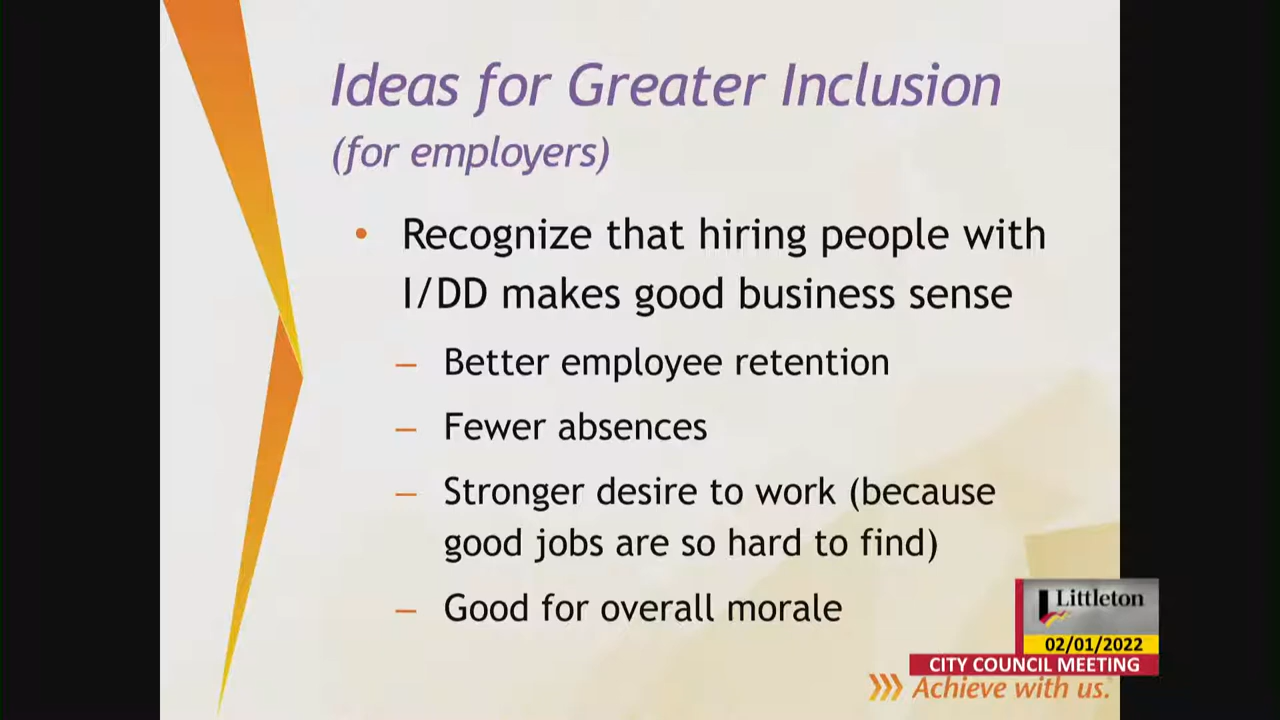 Ideas for Greater Inclusion
(for employers)
• Recognize that hiring people with
I/DD makes good business sense
– Better employee retention
– Fewer absences
– Stronger desire to work (because
good jobs are so hard to find)
– Good for overall morale
Littleton
02/01/2022
CITY COUNCIL MEETING
Achieve with us.